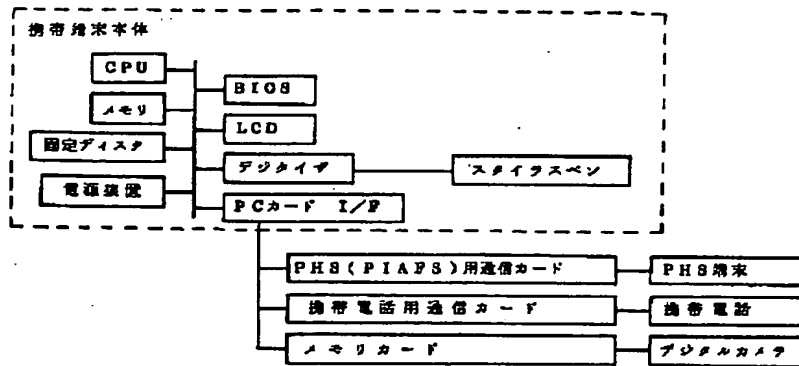 携帯端末本体
CPU
BIOS
メモリ
LCD
固定ディスク
デジタイザ
スタイラスペン
電源装置
PCカード I/F
PHS(PIAFS)用通信カード
PHS端末
携帯電話用通信カード
携帯電話
メモリカード
デジタルカメラ